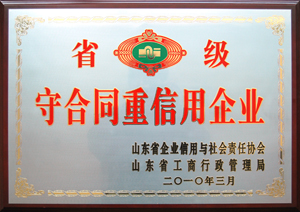 省 级
守合同重信用企业
山东省企业信用与社会责任协会
山东省工商行政管理局
二〇一〇年三月